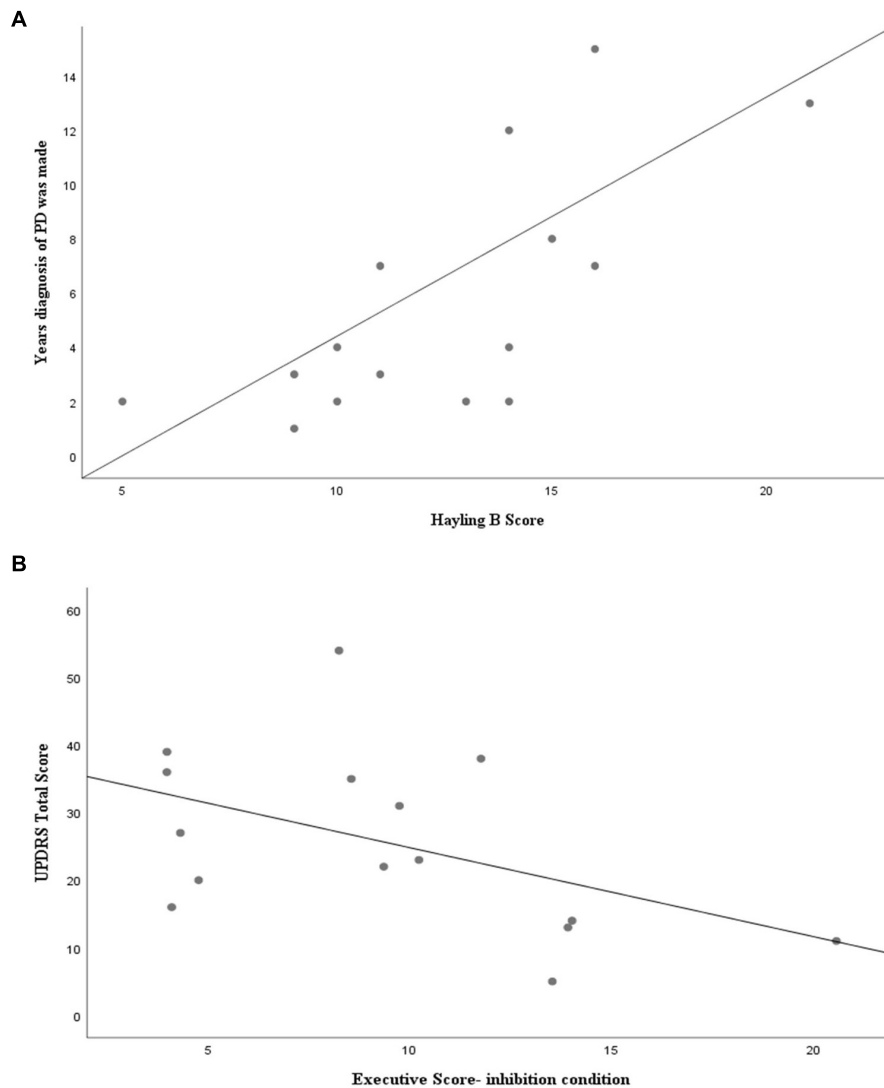 A
14
12
10
8
6
4
2
0
Years diagnosis of PD was made
5 10 15 20
Hayling B Score
B
60
50
40
30
20
10
0
UPDRS Total Score
5 10 15 20
Executive Score- inhibition condition